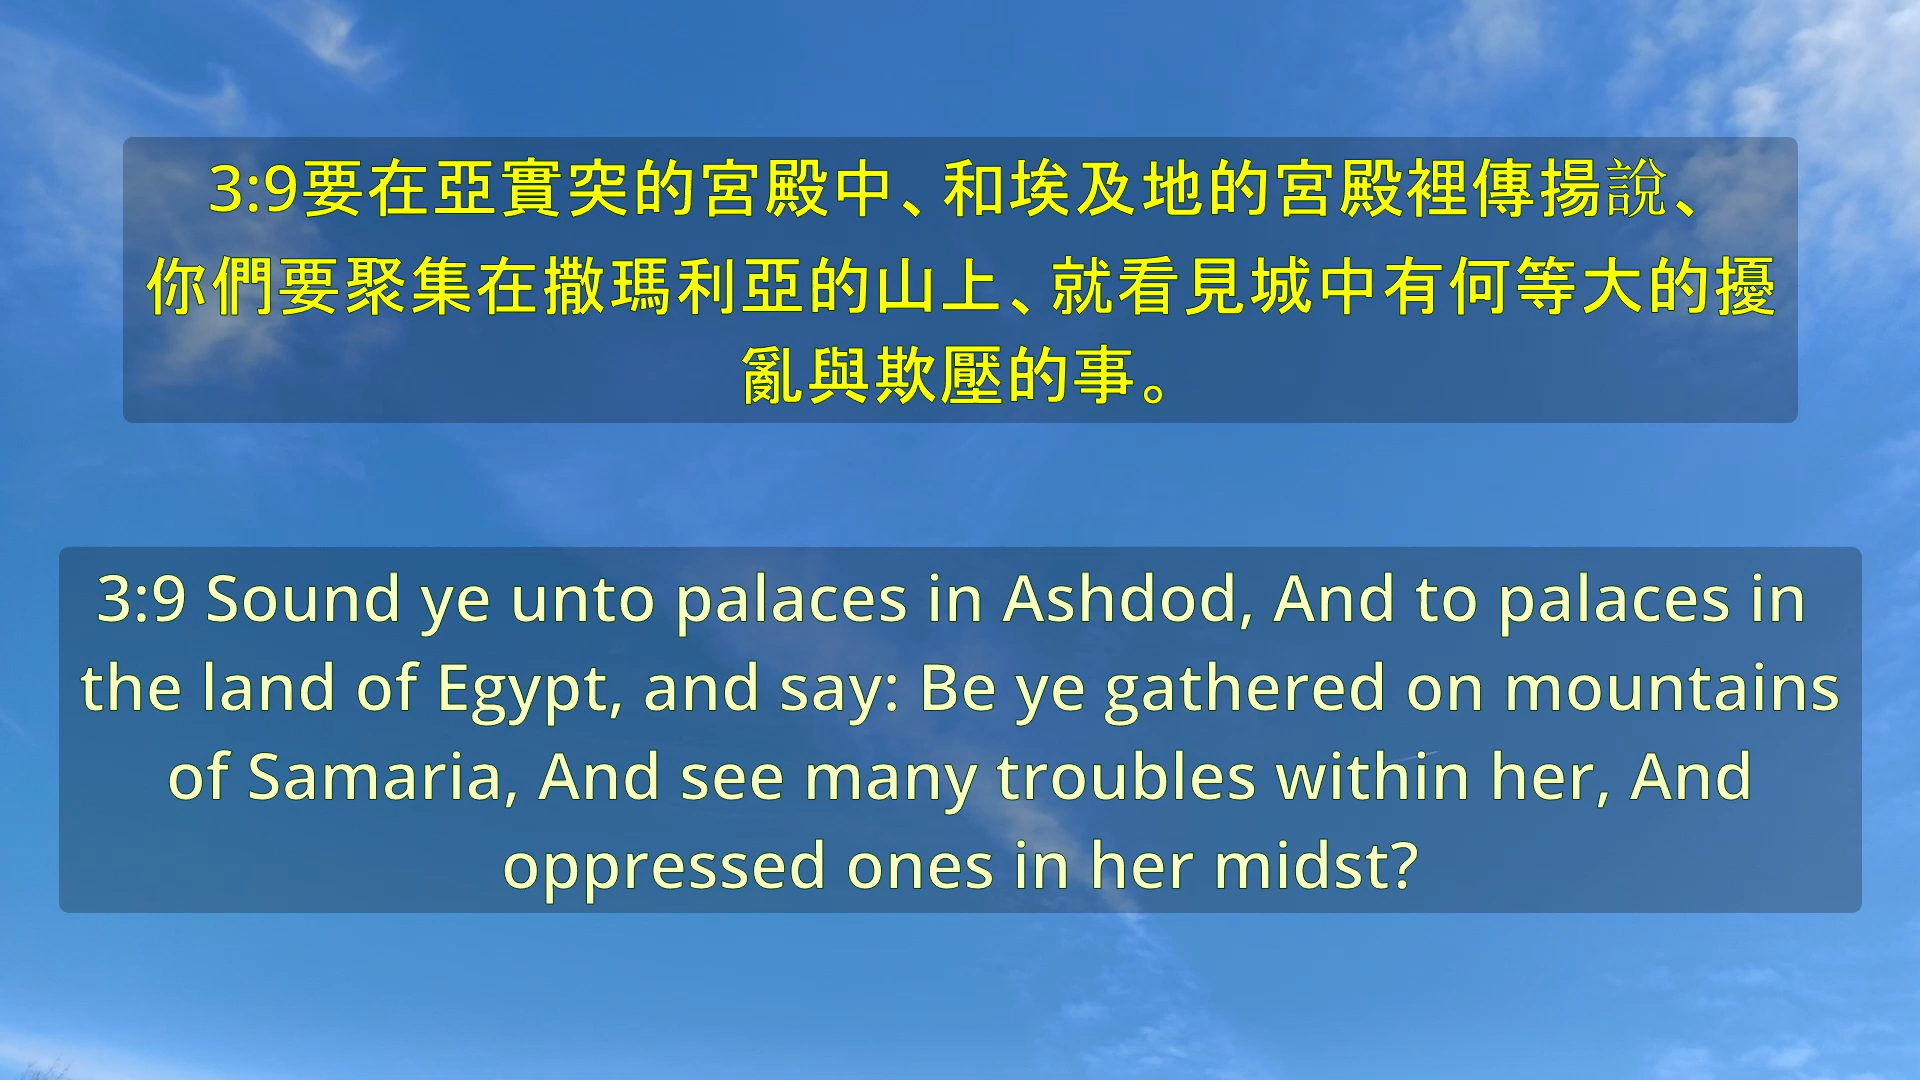 3:9要在亞實突的宮殿中、和埃及地的宮殿裡傳揚說、
你們要聚集在撒瑪利亞的山上、就看見城中有何等大的擾
亂與欺壓的事。
3:9 Sound ye unto palaces in Ashdod, And to palaces in
the land of Egypt, and say: Be ye gathered on mountains
of Samaria, And see many troubles within her, And
oppressed ones in her midst?